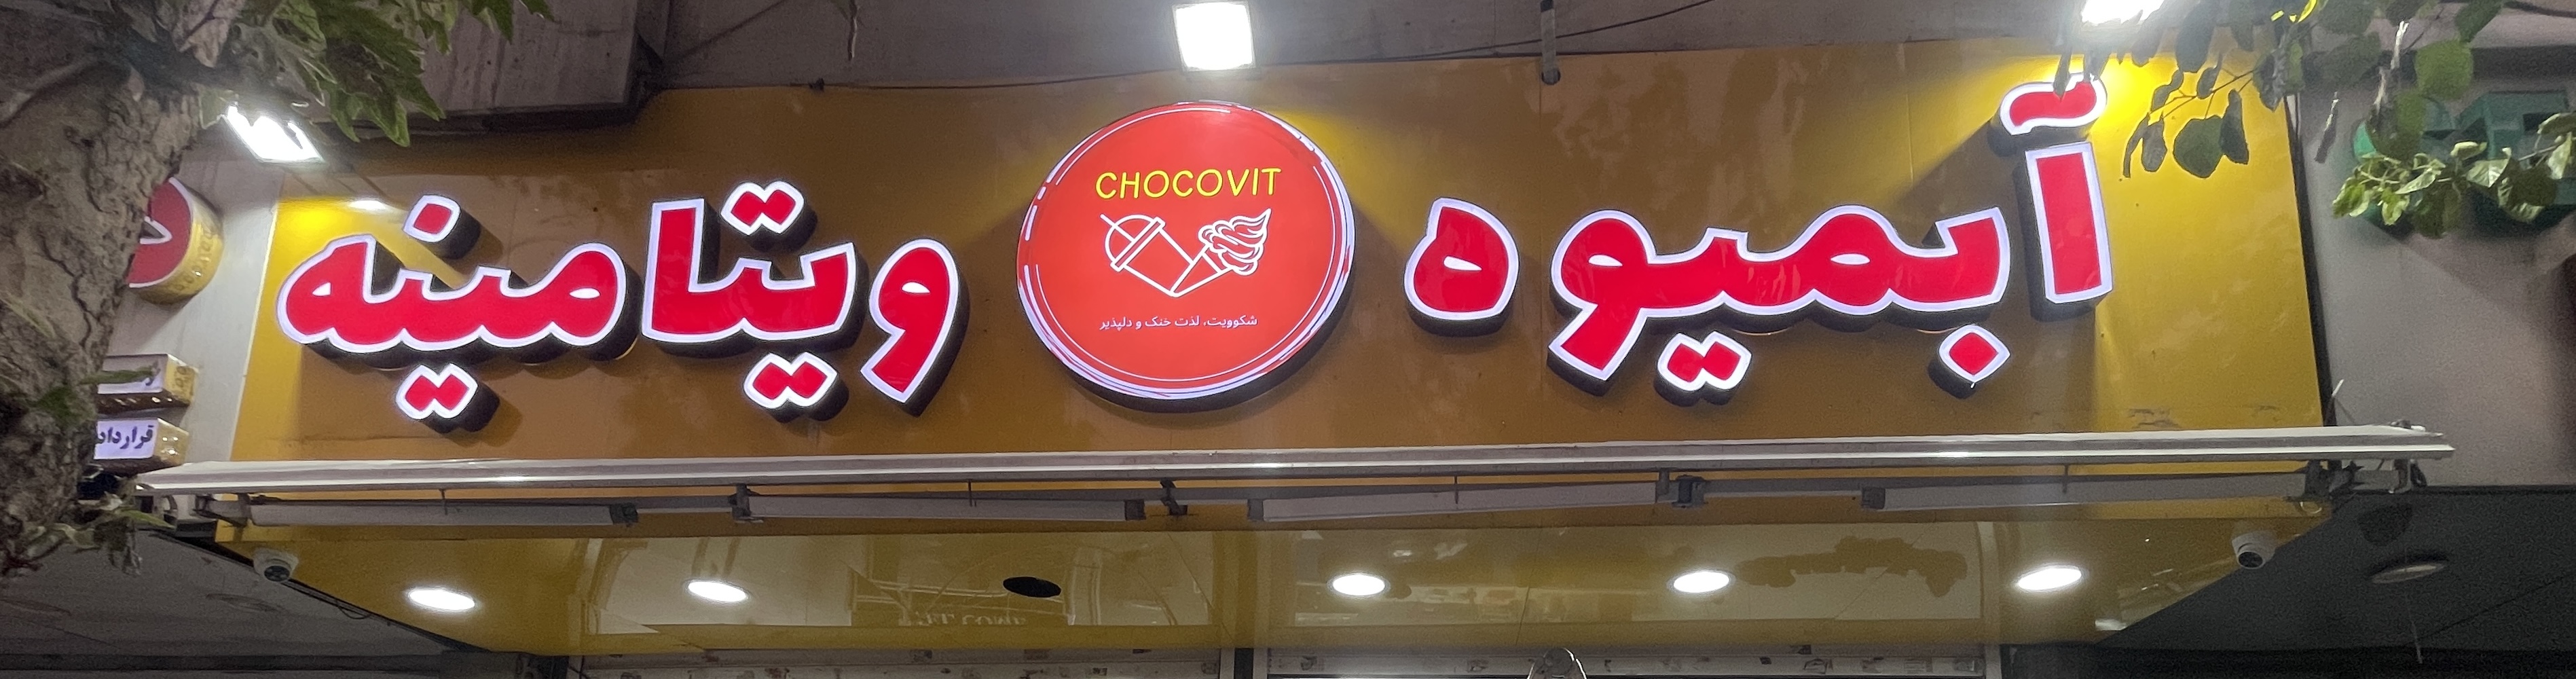 آبمیوه ویتامینه
CHOCOVIT
شکوویت، لذت خنک و دلپذیر
قرارداد